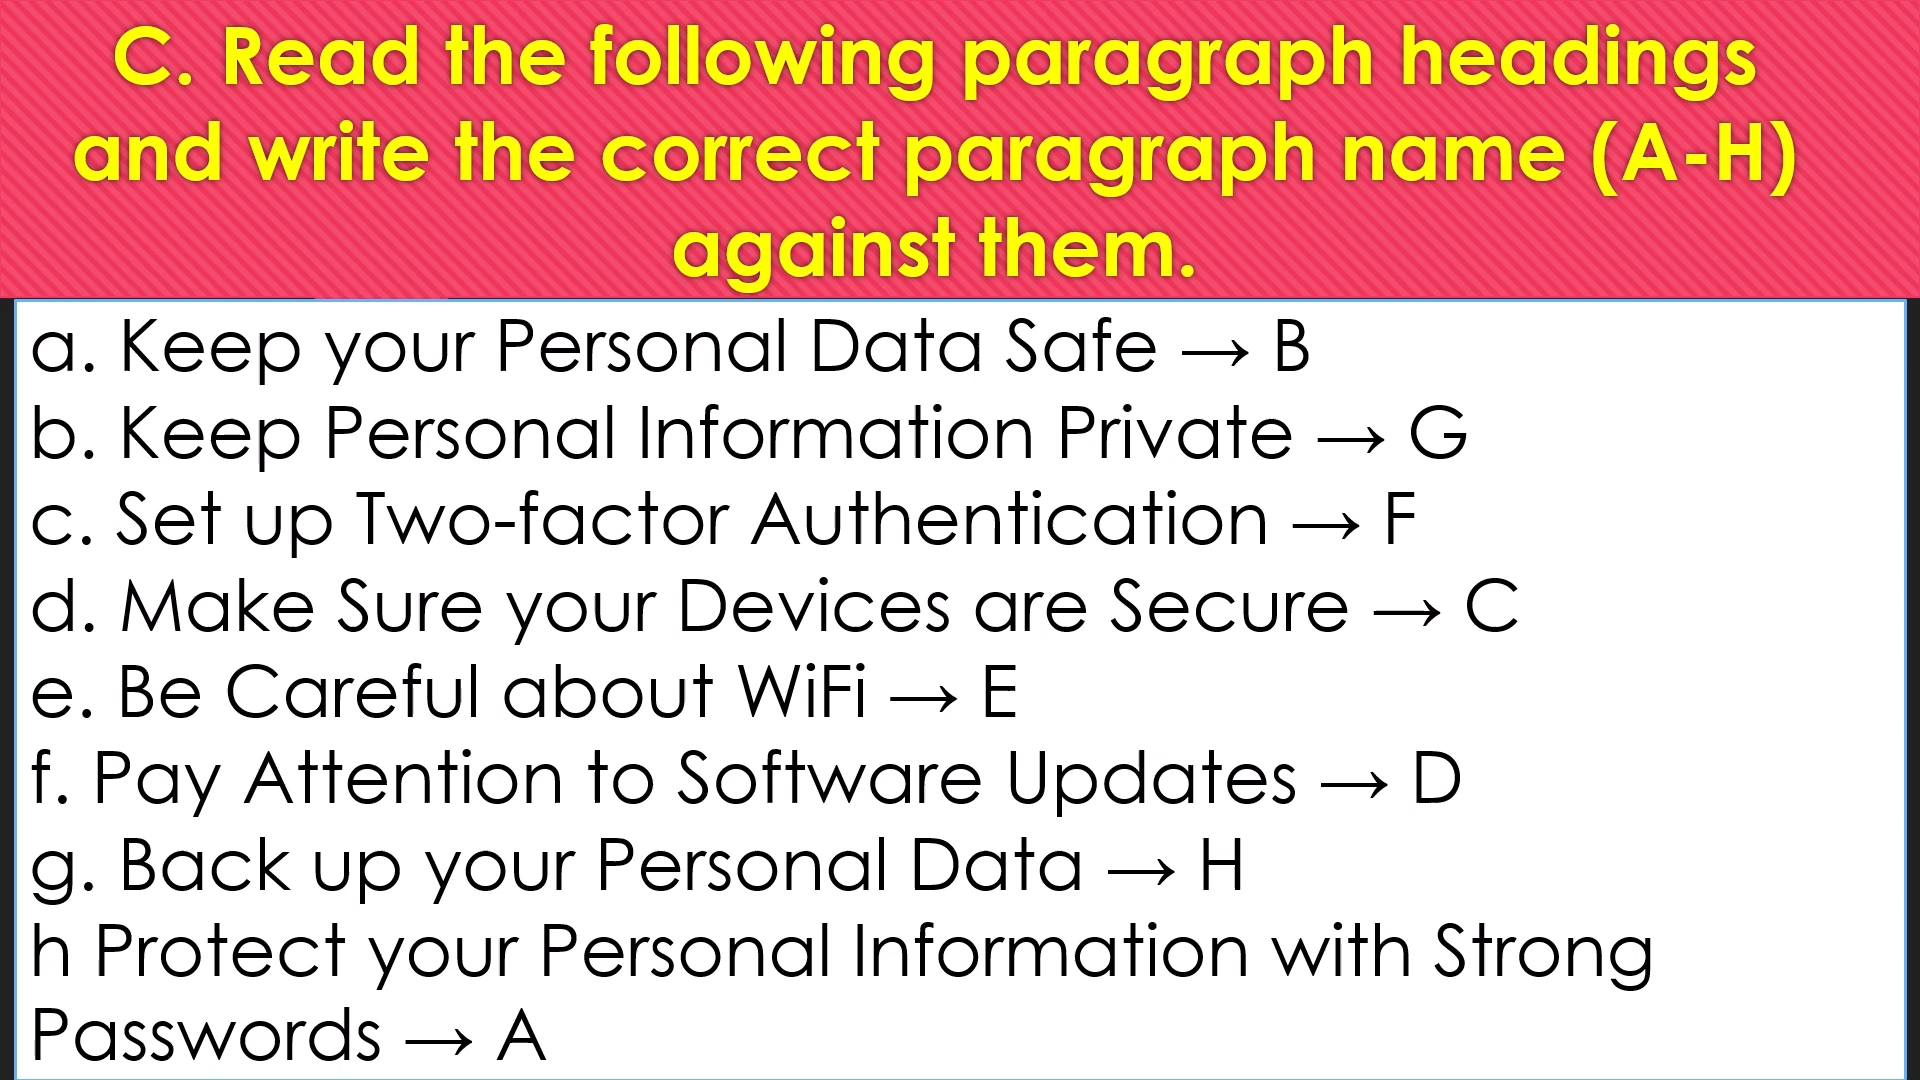 C. Read the following paragraph headings
and write the correct paragraph name (A-H)
against them.
a. Keep your Personal Data Safe → B
b. Keep Personal Information Private → G
c. Set up Two-factor Authentication → F
d. Make Sure your Devices are Secure → C
e. Be Careful about WiFi → E
f. Pay Attention to Software Updates → D
g. Back up your Personal Data → H
h Protect your Personal Information with Strong
Passwords → A